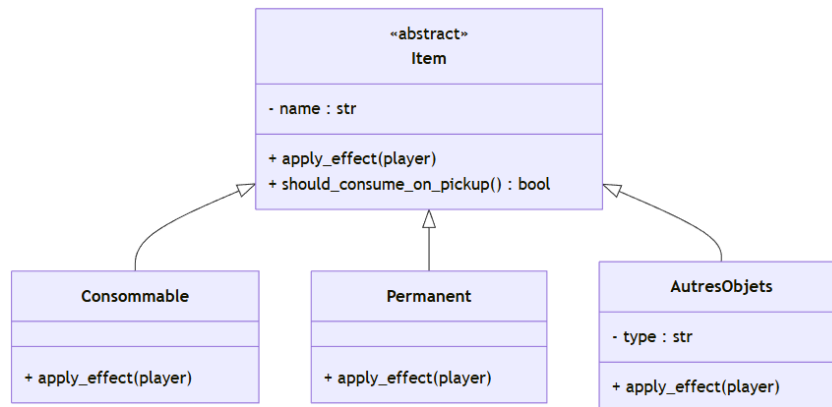 «abstract»
Item
- name : str
+ apply_effect(player)
+ should_consume_on_pickup() : bool
Consommable
+ apply_effect(player)
Permanent
+ apply_effect(player)
AutresObjets
- type : str
+ apply_effect(player)